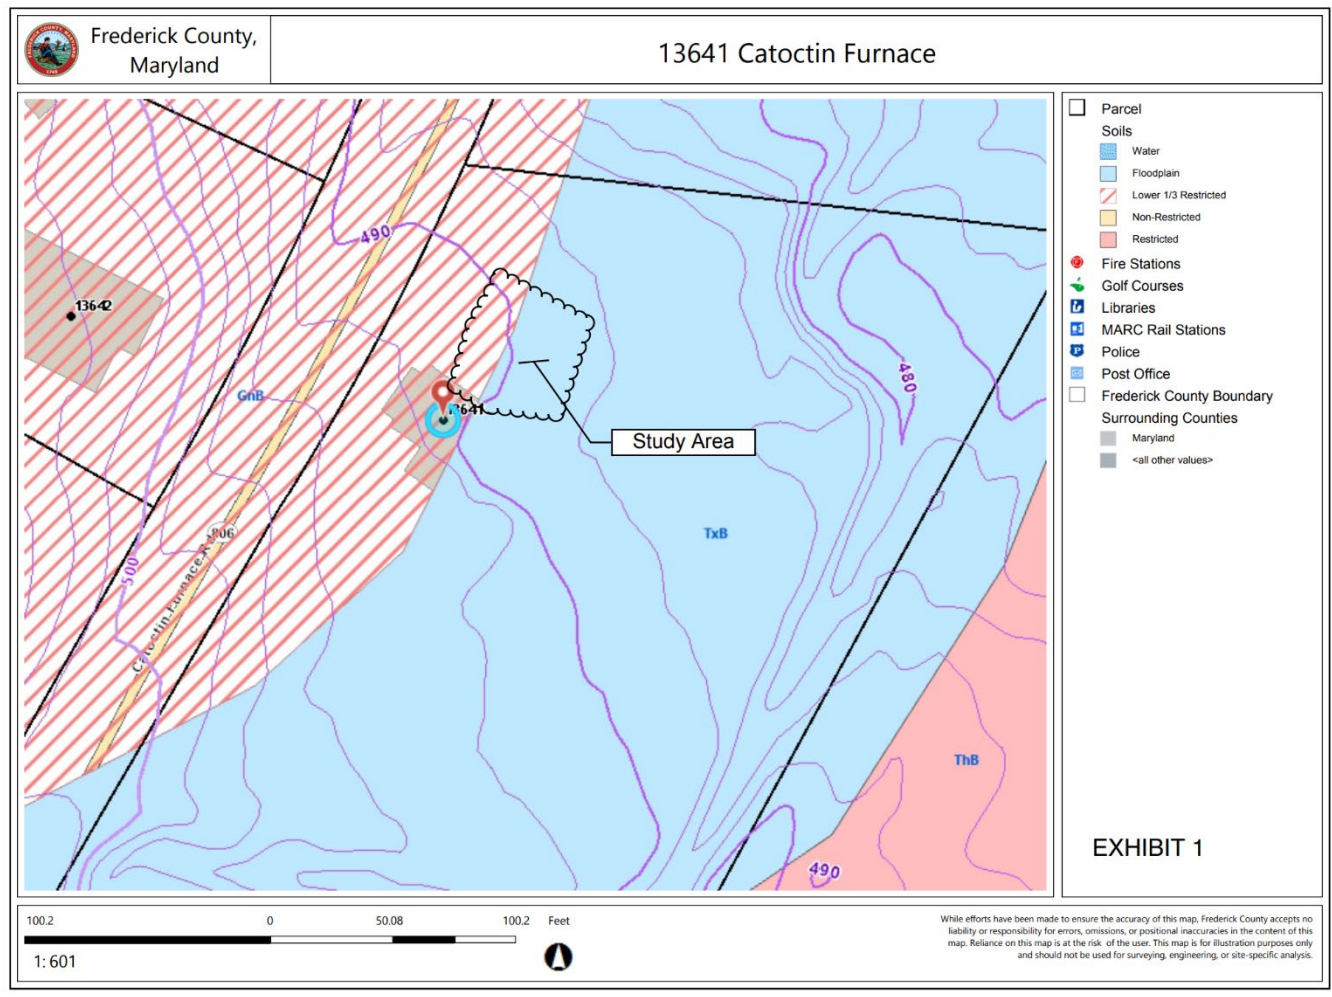 Frederick County,
Maryland
13641 Catoctin Furnace
490
13642
GnB
13641
480
Study Area
806
TxB
500
Catoctin Furnace Rd
ThB
490
Parcel
Soils
Water
Floodplain
Lower 1/3 Restricted
Non-Restricted
Restricted
Fire Stations
Golf Courses
Libraries
MARC Rail Stations
Police
Post Office
Frederick County Boundary
Surrounding Counties
Maryland
<all other values>
EXHIBIT 1
100.2 0 50.08 100.2 Feet
1: 601
While efforts have been made to ensure the accuracy of this map, Frederick County accepts no
liability or responsibility for errors, omissions, or positional inaccuracies in the content of this
map. Reliance on this map is at the risk of the user. This map is for illustration purposes only
and should not be used for surveying, engineering, or site-specific analysis.